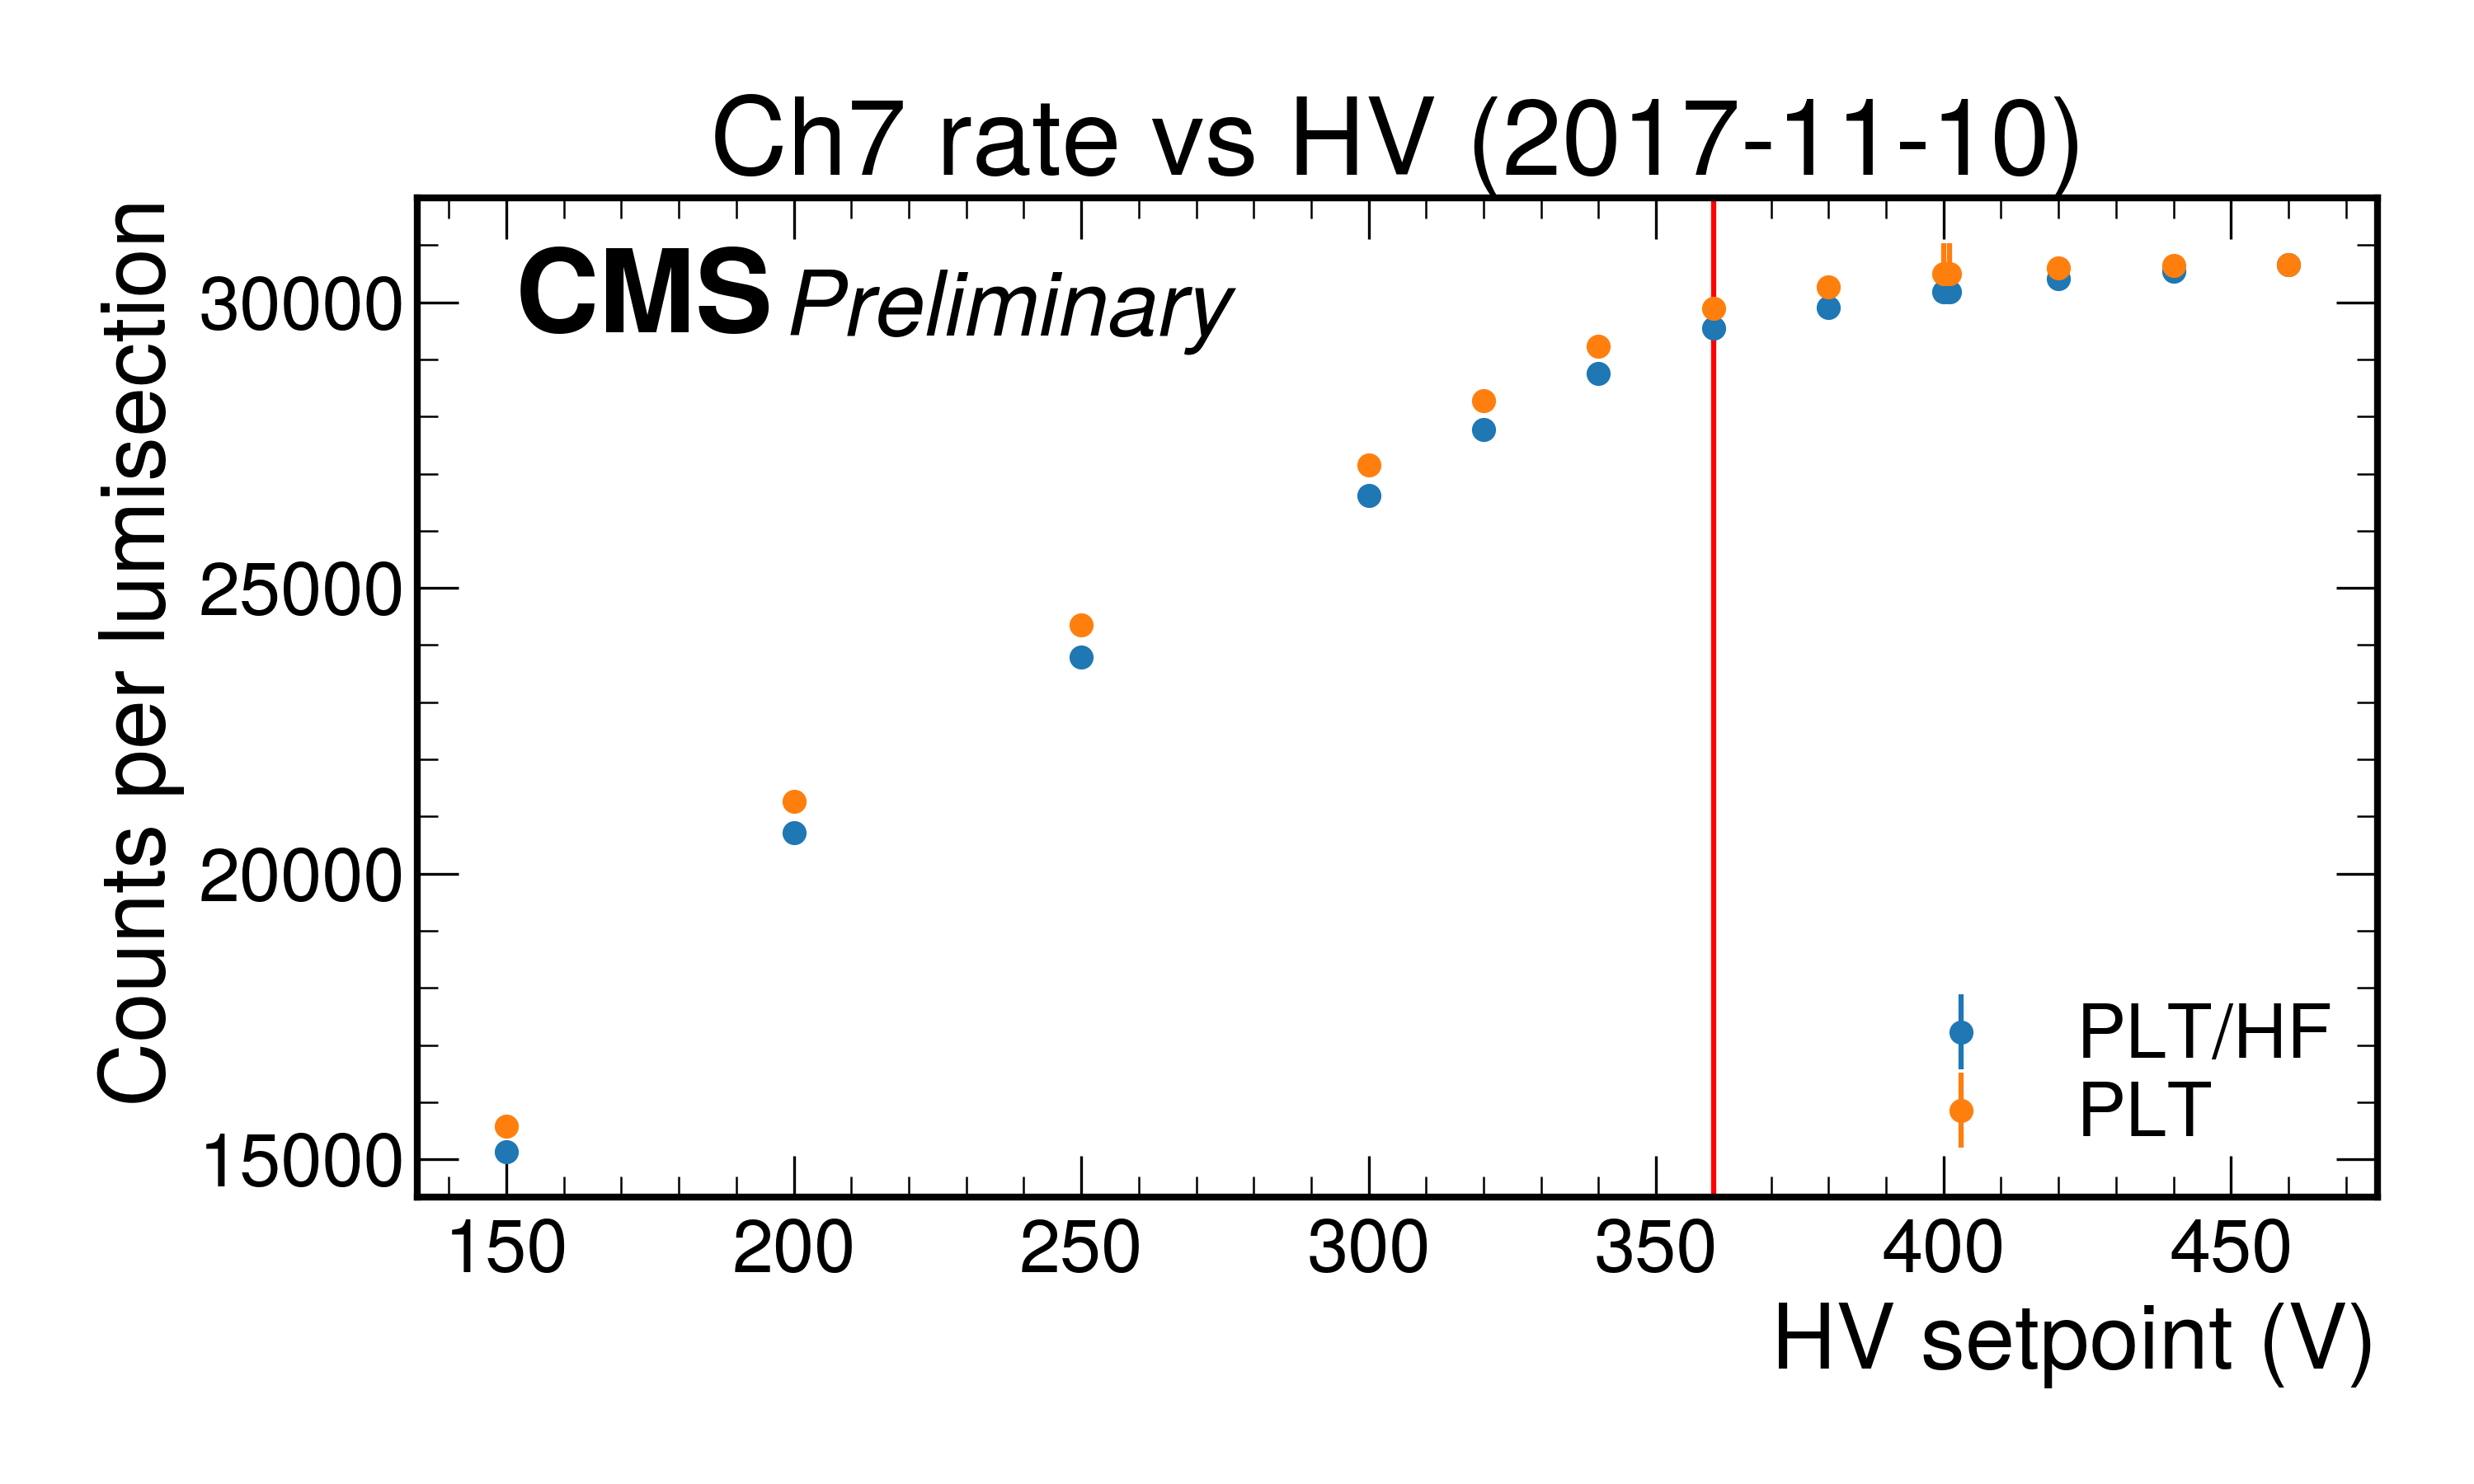 Ch7 rate vs HV (2017-11-10)
CMS Preliminary
Counts per lumisection
30000
25000
20000
15000
PLT/HF
PLT
150 200 250 300 350 400 450
HV setpoint (V)